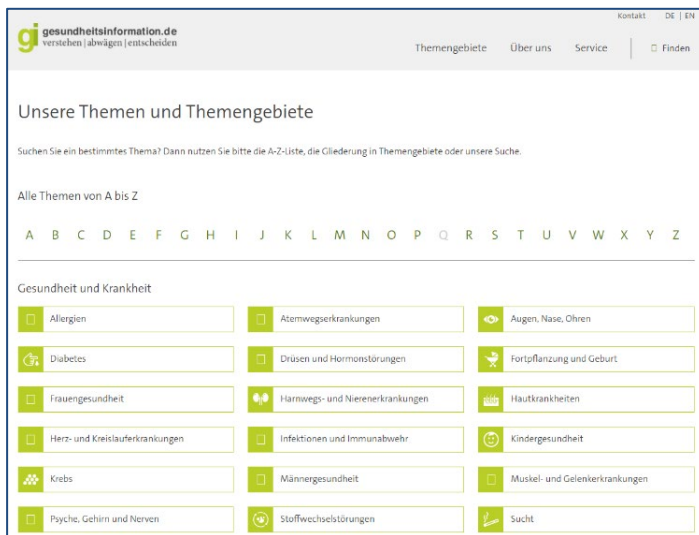 Kontakt DE | EN
gi gesundheitsinformation.de
verstehen | abwägen | entscheiden
Themengebiete Über uns Service Finden
Unsere Themen und Themengebiete
Suchen Sie ein bestimmtes Thema? Dann nutzen Sie bitte die A-Z-Liste, die Gliederung in Themengebiete oder unsere Suche.
Alle Themen von A bis Z
A B C D E F G H I J K L M N O P Q R S T U V W X Y Z
Gesundheit und Krankheit
Allergien Atemwegserkrankungen Augen, Nase, Ohren
Diabetes Drüsen und Hormonstörungen Fortpflanzung und Geburt
Frauengesundheit Harnwegs- und Nierenerkrankungen Hautkrankheiten
Herz- und Kreislauferkrankungen Infektionen und Immunabwehr Kindergesundheit
Krebs Männergesundheit Muskel- und Gelenkerkrankungen
Psyche, Gehirn und Nerven Stoffwechselstörungen Sucht